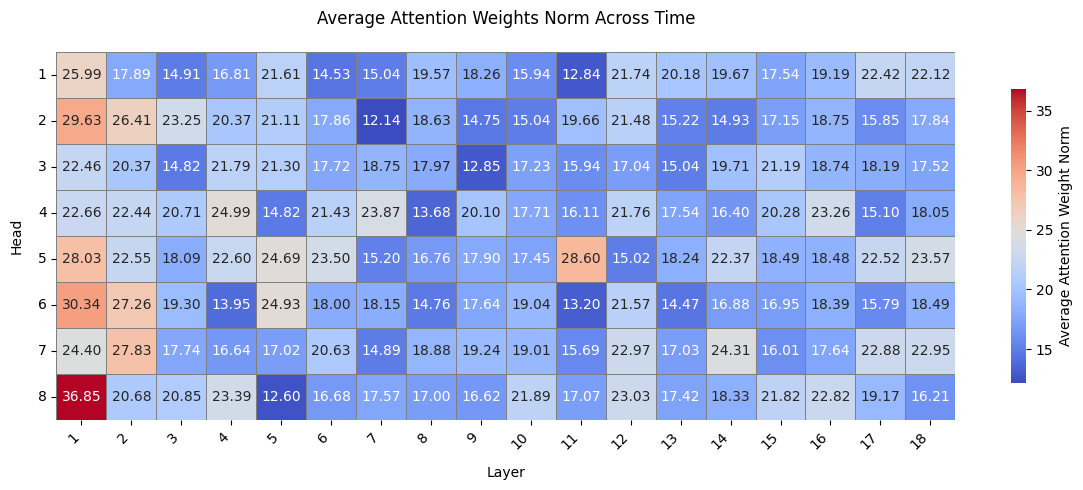 Average Attention Weights Norm Across Time
1 25.99 17.89 14.91 16.81 21.61 14.53 15.04 19.57 18.26 15.94 12.84 21.74 20.18 19.67 17.54 19.19 22.42 22.12
2 29.63 26.41 23.25 20.37 21.11 17.86 12.14 18.63 14.75 15.04 19.66 21.48 15.22 14.93 17.15 18.75 15.85 17.84
3 22.46 20.37 14.82 21.79 21.30 17.72 18.75 17.97 12.85 17.23 15.94 17.04 15.04 19.71 21.19 18.74 18.19 17.52
4 22.66 22.44 20.71 24.99 14.82 21.43 23.87 13.68 20.10 17.71 16.11 21.76 17.54 16.40 20.28 23.26 15.10 18.05
5 28.03 22.55 18.09 22.60 24.69 23.50 15.20 16.76 17.90 17.45 28.60 15.02 18.24 22.37 18.49 18.48 22.52 23.57
6 30.34 27.26 19.30 13.95 24.93 18.00 18.15 14.76 17.64 19.04 13.20 21.57 14.47 16.88 16.95 18.39 15.79 18.49
7 24.40 27.83 17.74 16.64 17.02 20.63 14.89 18.88 19.24 19.01 15.69 22.97 17.03 24.31 16.01 17.64 22.88 22.95
8 36.85 20.68 20.85 23.39 12.60 16.68 17.57 17.00 16.62 21.89 17.07 23.03 17.42 18.33 21.82 22.82 19.17 16.21
1 2 3 4 5 6 7 8 9 10 11 12 13 14 15 16 17 18
Layer
Head
35
30
25
20
15
Average Attention Weight Norm